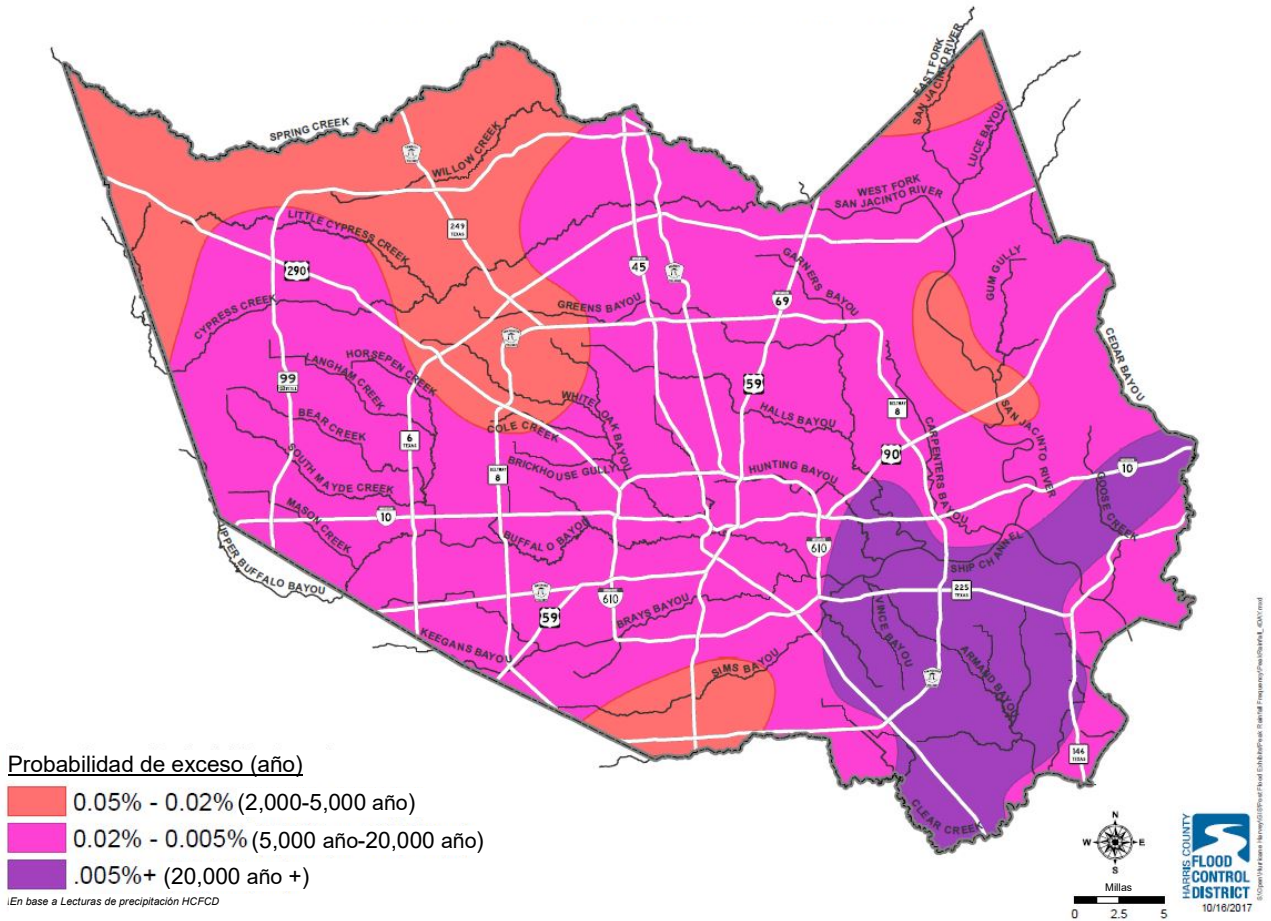 EAST FORK
SAN JACINTO RIVER
SPRING CREEK
WILLOW CREEK
LUCE BAYOU
WEST FORK
SAN JACINTO RIVER
LITTLE CYPRESS CREEK
249
TEXAS
290
45
GARNERS BAYOU
GUM GULLY
69
CYPRESS CREEK
GREENS BAYOU
CEDAR BAYOU
HORSEPEN CREEK
LANGHAM CREEK
99
59
WHITE OAK BAYOU
HALLS BAYOU
BELTWAY
8
BEAR CREEK
COLE CREEK
6
TEXAS
CARPENTERS BAYOU
SAN JACINTO RIVER
90
SOUTH MAYDE CREEK
BELTWAY
8
BRICKHOUSE GULLY
HUNTING BAYOU
10
GOOSE CREEK
MASON CREEK
10
BUFFALO BAYOU
610
SHIP CHANNEL
UPPER BUFFALO BAYOU
225
TEXAS
610
59
BRAYS BAYOU
VINCE BAYOU
KEEGANS BAYOU
SIMS BAYOU
ARMAND BAYOU
146
TEXAS
CLEAR CREEK
Probabilidad de exceso (año)
0.05% - 0.02% (2,000-5,000 año)
0.02% - 0.005% (5,000 año-20,000 año)
.005%+ (20,000 año +)
¡En base a Lecturas de precipitación HCFCD
N
W E
S
Millas
0 2.5 5
HARRIS COUNTY
FLOOD
CONTROL
DISTRICT
10/16/2017